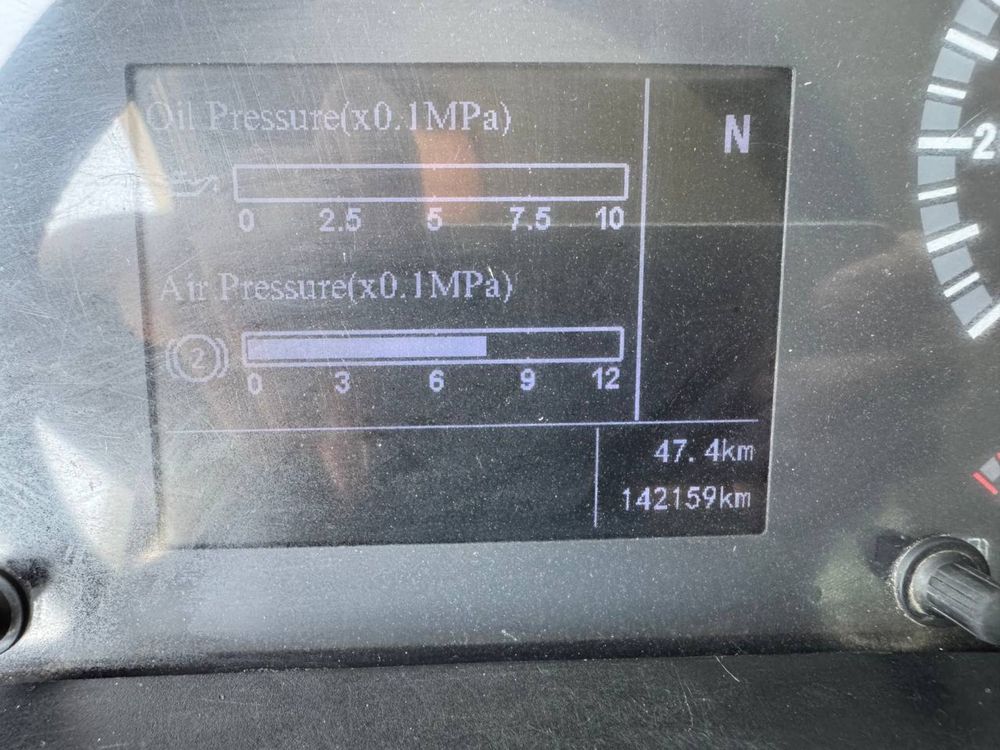 Oil Pressure(x0.1MPa)
N
0 2.5 5 7.5 10
Air Pressure(x0.1MPa)
2
0 3 6 9 12
47.4km
142159km
2